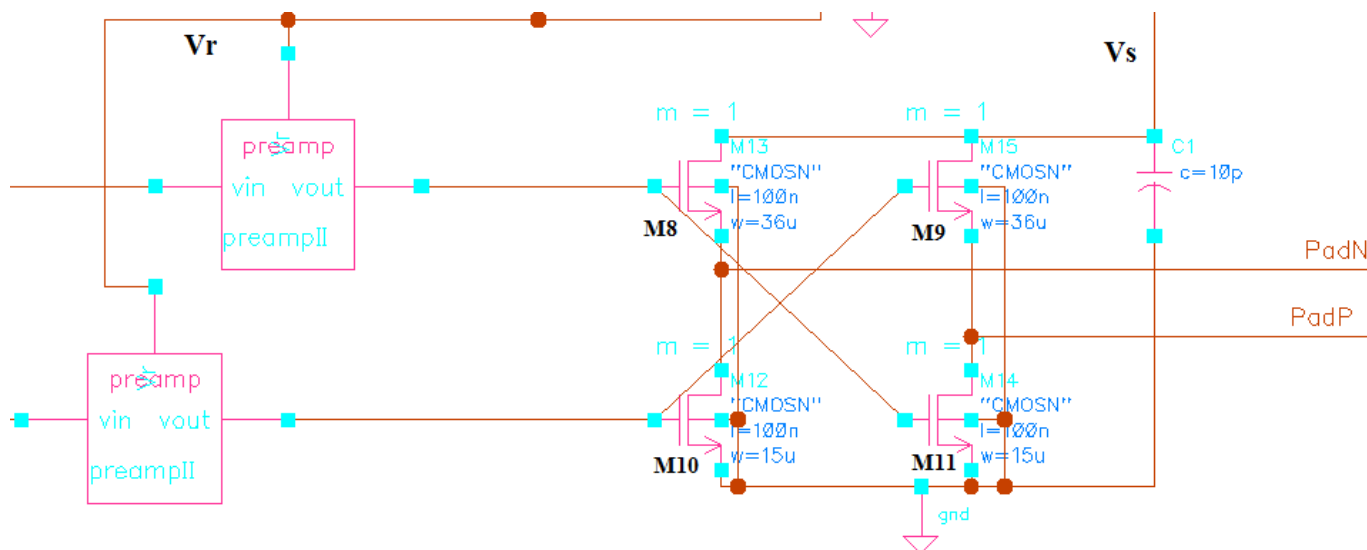 Vr
Vs
m = 1
m = 1
vr
preamp
vin vout
preampII
M13
"CMOSN"
l=100n
w=36u
M8
M15
"CMOSN"
l=100n
w=36u
M9
C1
c=10p
PadN
PadP
vr
preamp
vin vout
preampII
m = 1
m = 1
M12
"CMOSN"
l=100n
w=15u
M10
M14
"CMOSN"
l=100n
w=15u
M11
gnd